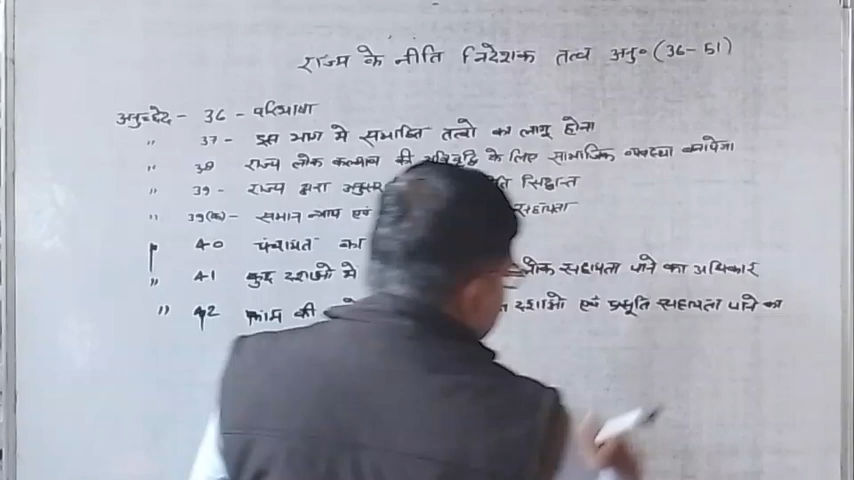 राज्य के नीति निदेशक तत्व अनु॰ (36-51)
अनुच्छेद - 36 - परिभाषा
" 37 - इस भाग मे समाहित तत्वो का लागू होना
" 38 राज्य लोक कल्याण की अभिवृद्धि के लिए सामाजिक व्यवस्था बनायेगा
" 39 - राज्य द्वारा अनुसर सिद्धान्त
" 39(क) - समान न्याय एवं सहायता
" 40 पंचायत का
" 41 कुछ दशाओ मे लोक सहायता पाने का अधिकार
" 42 काम की दशाओ एवं प्रसूति सहायता पाने का